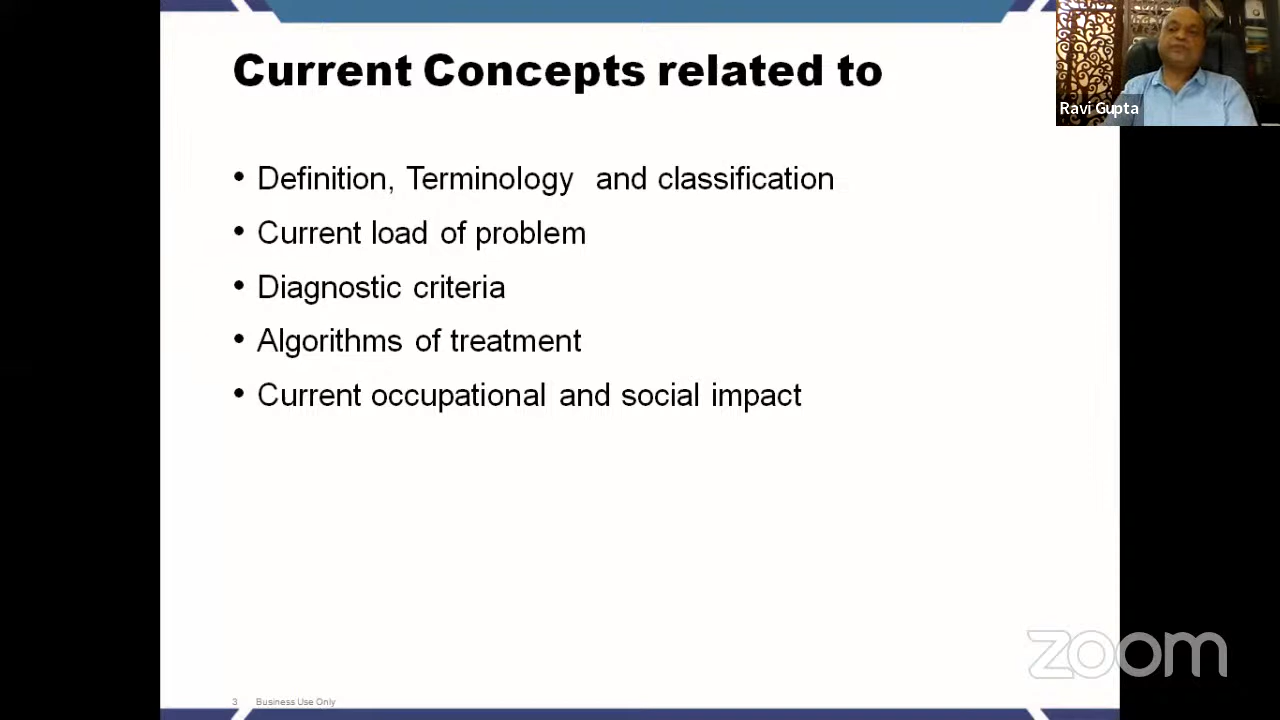 Current Concepts related to
Ravi Gupta
• Definition, Terminology and classification
• Current load of problem
• Diagnostic criteria
• Algorithms of treatment
• Current occupational and social impact
zoom
3 Business Use Only